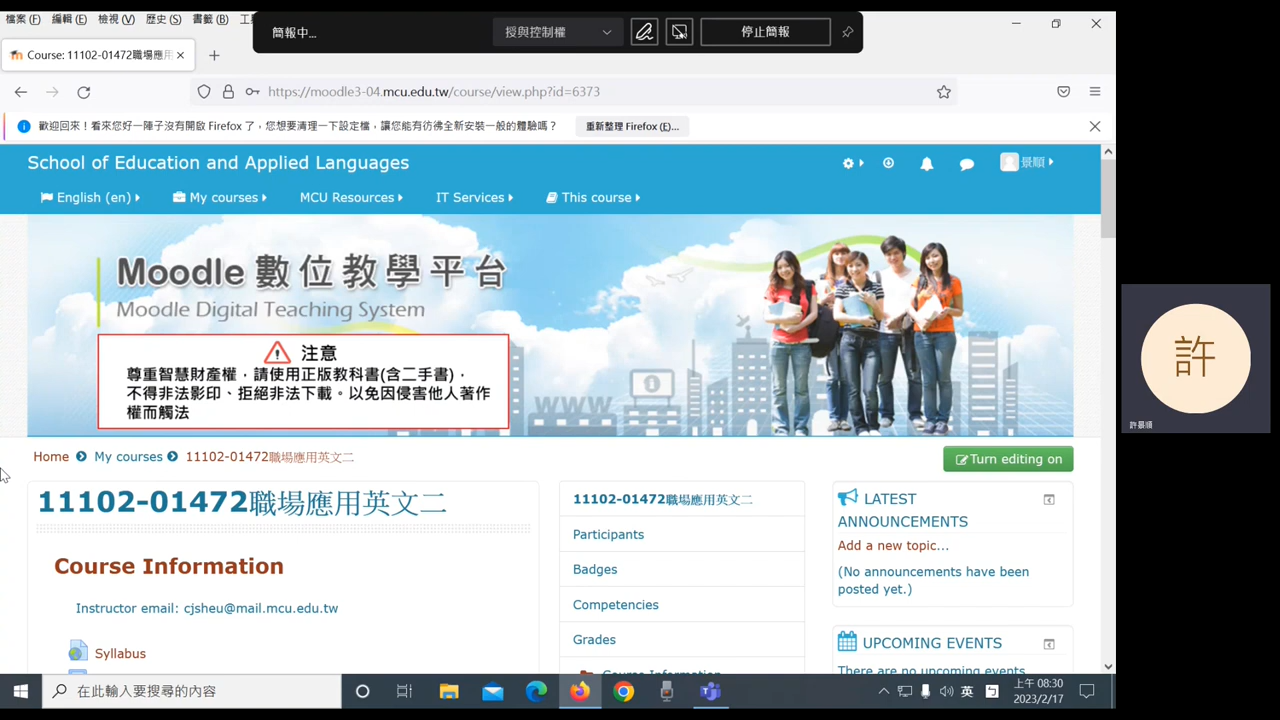 檔案 (F) 編輯 (E) 檢視 (V) 歷史 (S) 書籤 (B)
簡報中...
授與控制權
停止簡報
Course: 11102-01472職場應用
https://moodle3-04.mcu.edu.tw/course/view.php?id=6373
歡迎回來！看來您好一陣子沒有開啟 Firefox 了，您想要清理一下設定檔，讓您能有彷彿全新安裝一般的體驗嗎？
重新整理 Firefox (E)...
School of Education and Applied Languages
景順
English (en)
My courses
MCU Resources
IT Services
This course
Moodle 數位教學平台
Moodle Digital Teaching System
注意
尊重智慧財產權，請使用正版教科書(含二手書)，
不得非法影印、拒絕非法下載。以免因侵害他人著作
權而觸法
WWW
Home
My courses
11102-01472職場應用英文二
Turn editing on
11102-01472職場應用英文二
Course Information
Instructor email: cjsheu@mail.mcu.edu.tw
Syllabus
11102-01472職場應用英文二
Participants
Badges
Competencies
Grades
Course Information
LATEST
ANNOUNCEMENTS
Add a new topic...
(No announcements have been
posted yet.)
UPCOMING EVENTS
There are no upcoming events
許
許景順
在此輸入要搜尋的內容
英
上午 08:30
2023/2/17